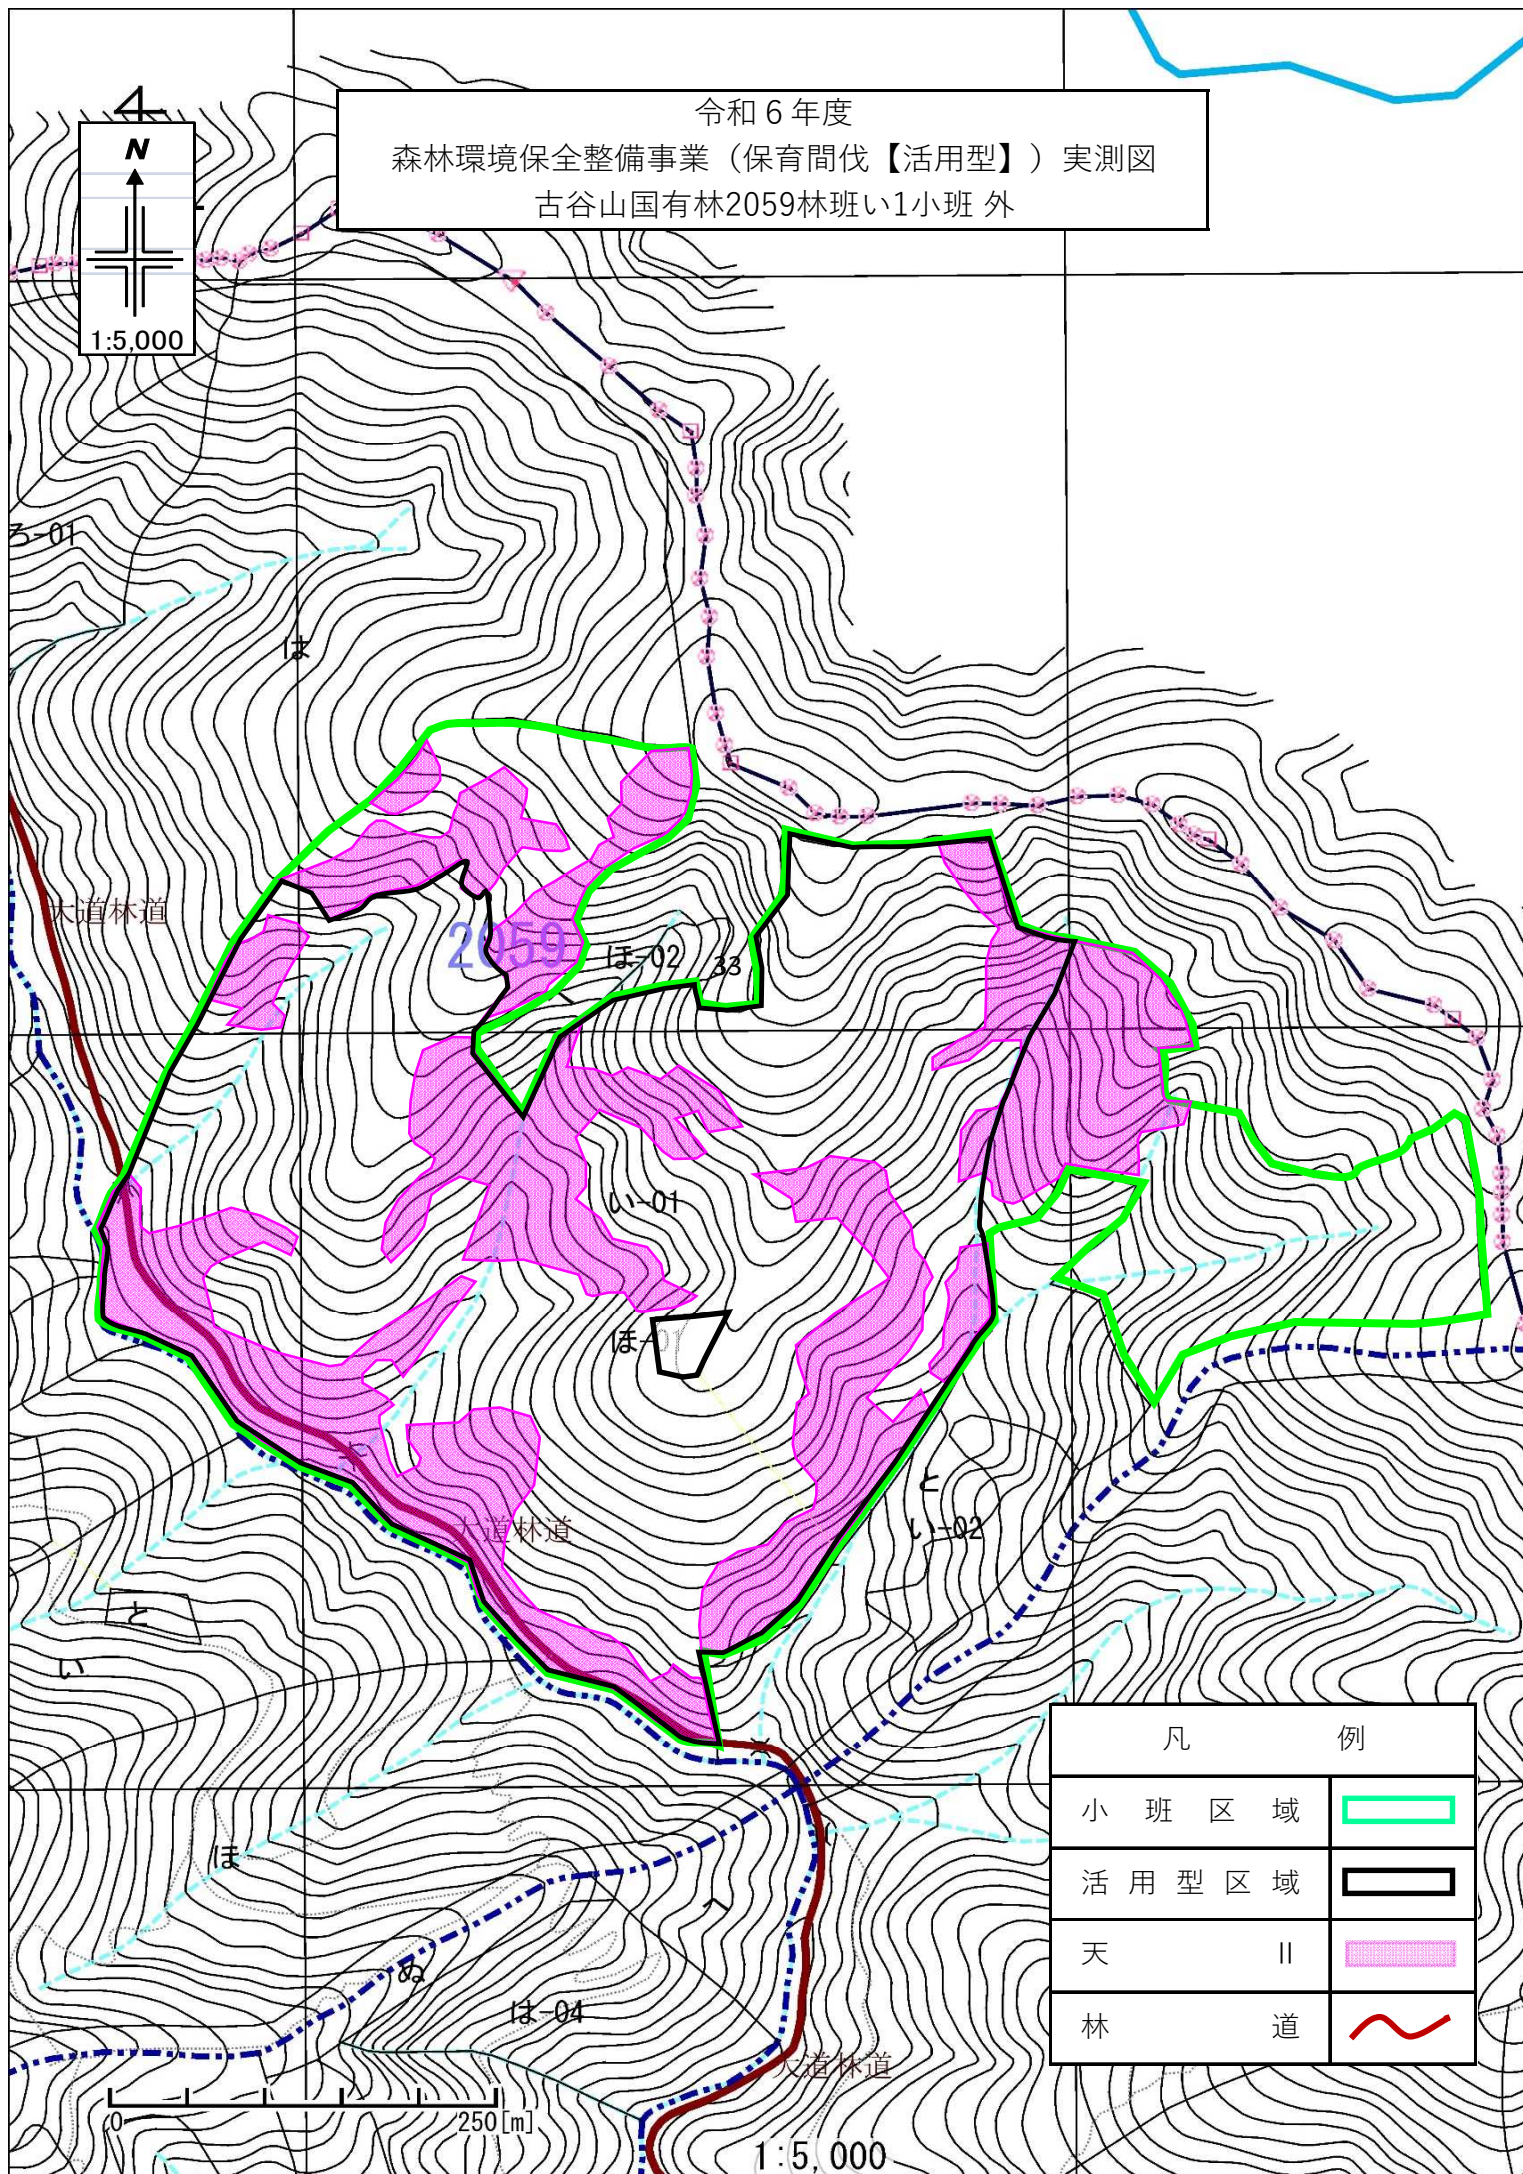 令和６年度
森林環境保全整備事業（保育間伐【活用型】）実測図
古谷山国有林2059林班い1小班 外
N
1:5,000
ろ-01
は
大道林道
2059
ほ-02
33
い-01
ほ-01
と
い-02
大道林道
と
い
ほ
へ
ぬ
は-04
大道林道
凡　例
小班区域
活用型区域
天Ⅱ
林道
0
250[m]
1:5,000